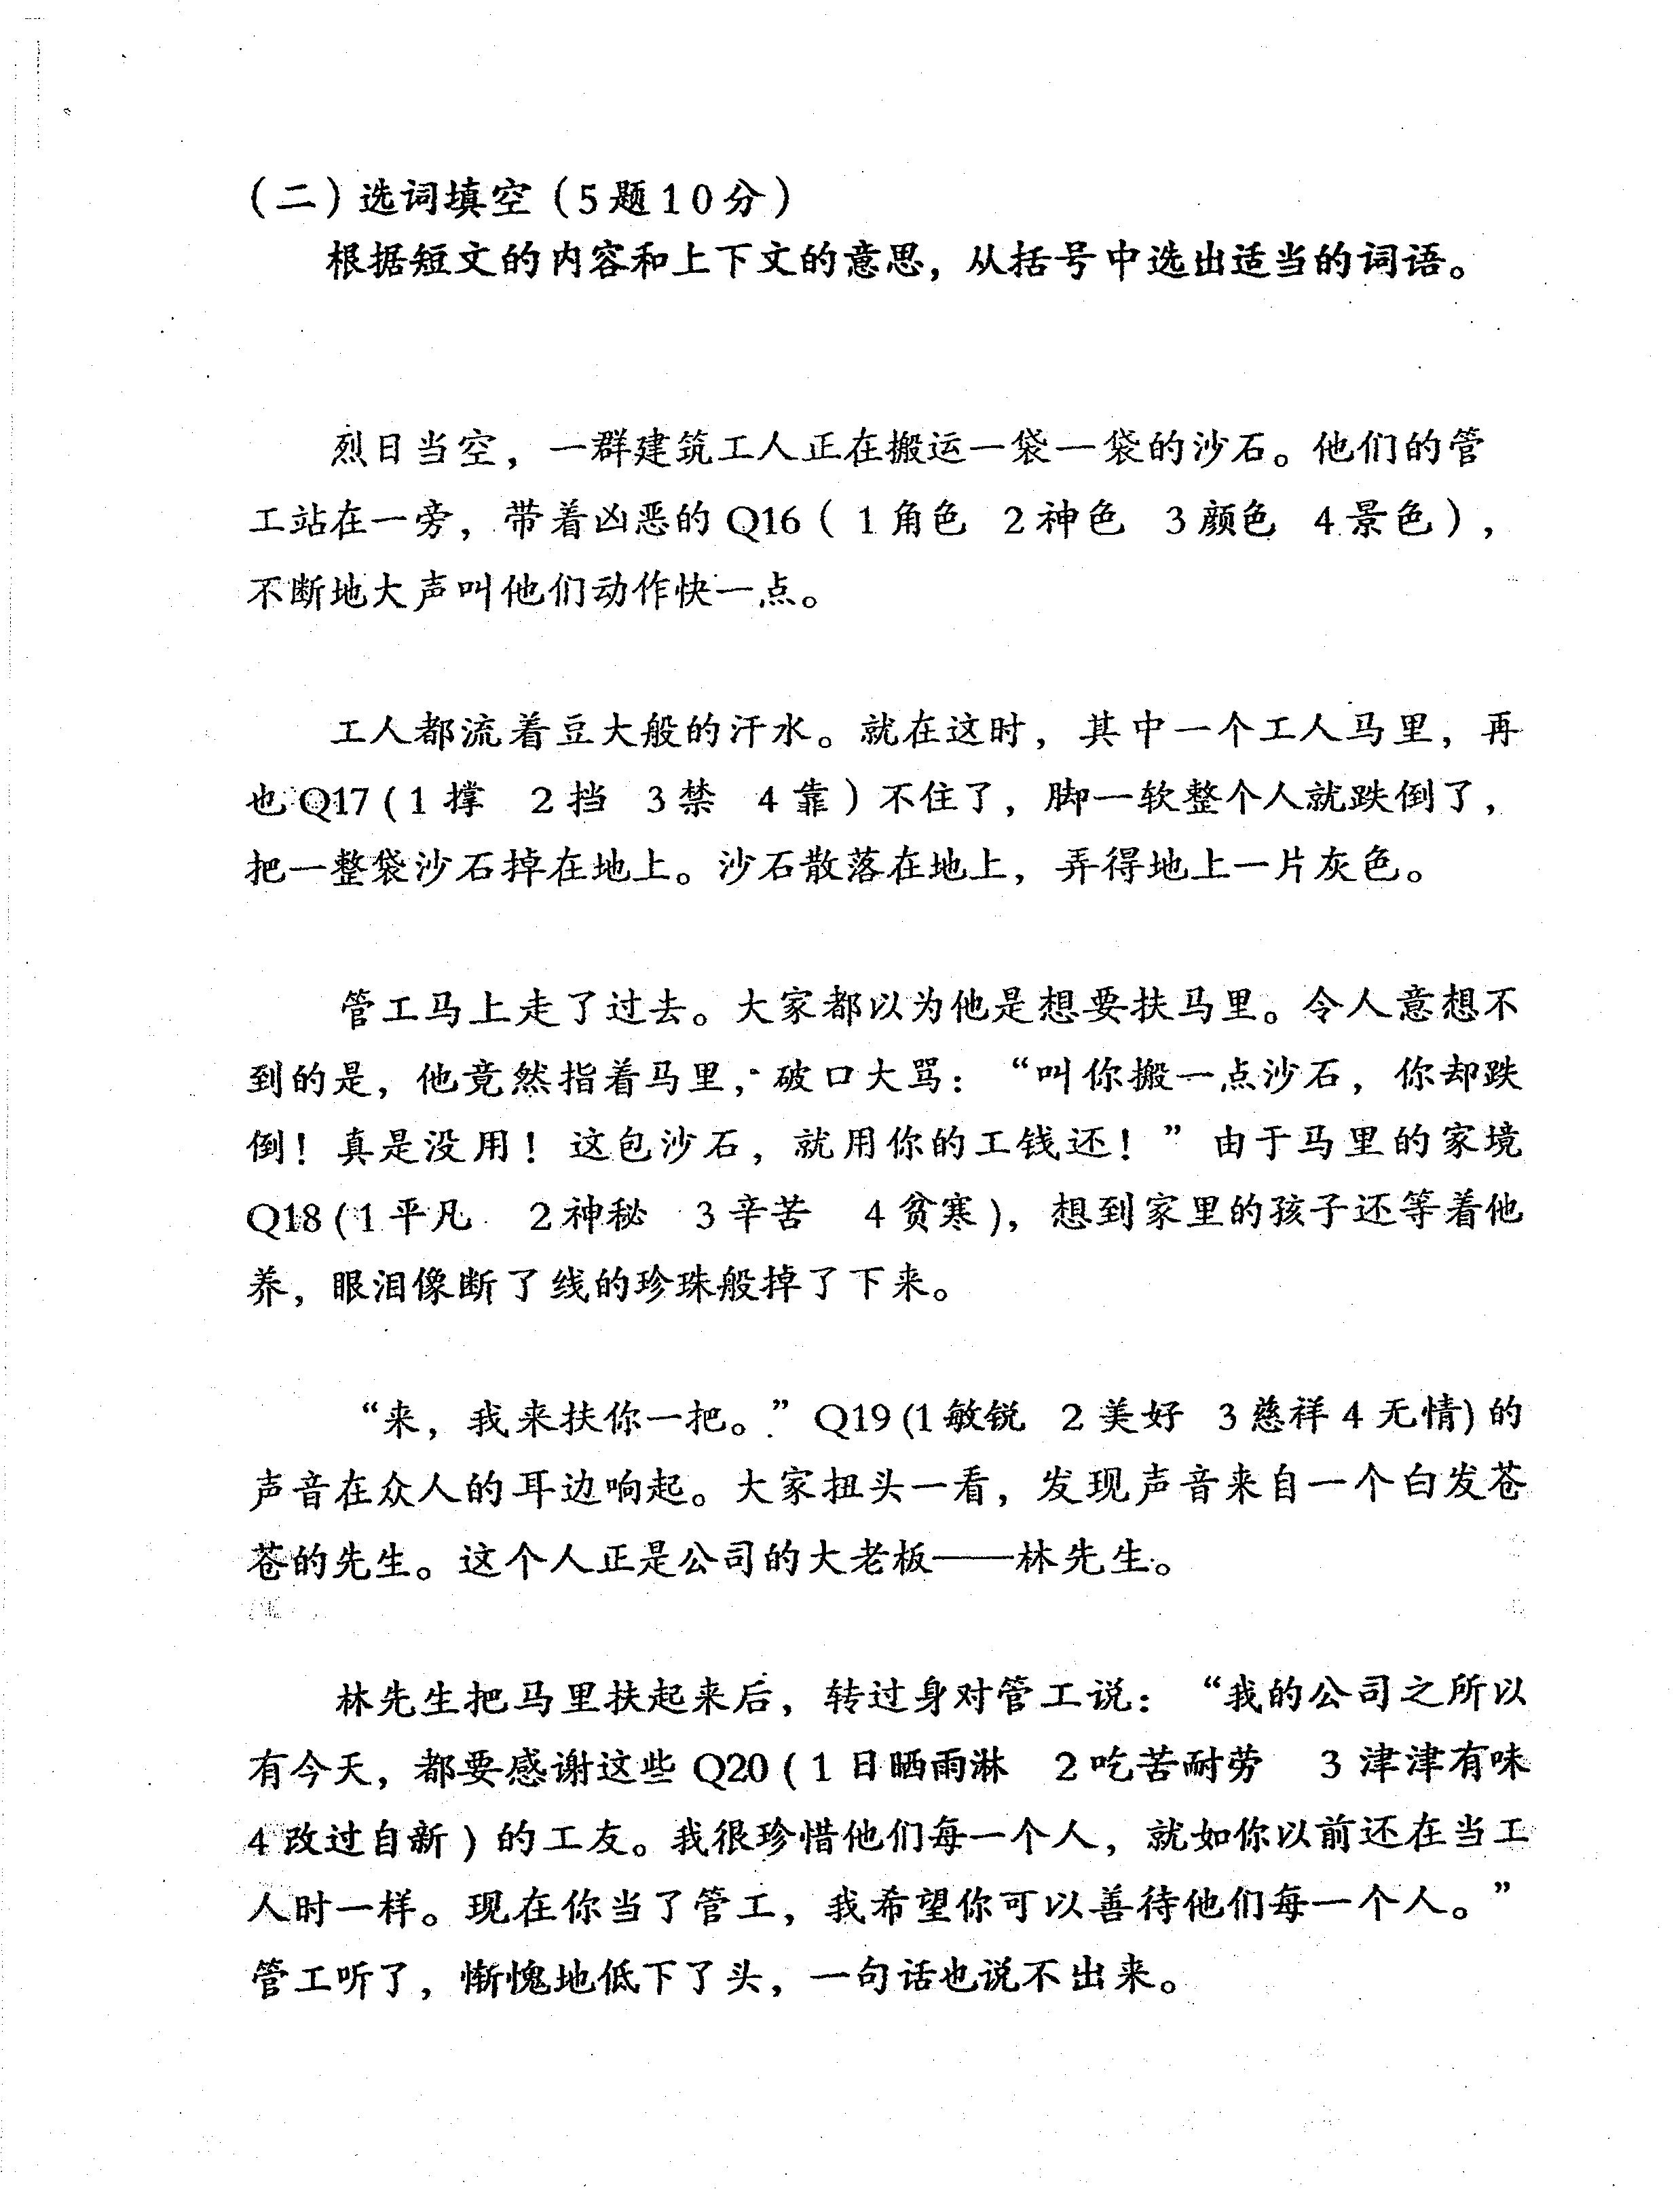 （二）选词填空（5题10分）
根据短文的内容和上下文的意思，从括号中选出适当的词语。
烈日当空，一群建筑工人正在搬运一袋一袋的沙石。他们的管
工站在一旁，带着凶恶的Q16（1角色 2神色 3颜色 4景色），
不断地大声叫他们动作快一点。
工人都流着豆大般的汗水。就在这时，其中一个工人马里，再
也Q17(1撑 2挡 3禁 4靠）不住了，脚一软整个人就跌倒了，
把一整袋沙石掉在地上。沙石散落在地上，弄得地上一片灰色。
管工马上走了过去。大家都以为他是想要扶马里。令人意想不
到的是，他竟然指着马里，破口大骂：“叫你搬一点沙石，你却跌
倒！真是没用！这包沙石，就用你的工钱还！”由于马里的家境
Q18(1平凡 2神秘 3辛苦 4贫寒)，想到家里的孩子还等着他
养，眼泪像断了线的珍珠般掉了下来。
“来，我来扶你一把。”Q19(1敏锐 2美好 3慈祥4无情)的
声音在众人的耳边响起。大家扭头一看，发现声音来自一个白发苍
苍的先生。这个人正是公司的大老板——林先生。
林先生把马里扶起来后，转过身对管工说：“我的公司之所以
有今天，都要感谢这些Q20(1日晒雨淋 2吃苦耐劳 3津津有味
4改过自新)的工友。我很珍惜他们每一个人，就如你以前还在当工
人时一样。现在你当了管工，我希望你可以善待他们每一个人。”
管工听了，惭愧地低下了头，一句话也说不出来。